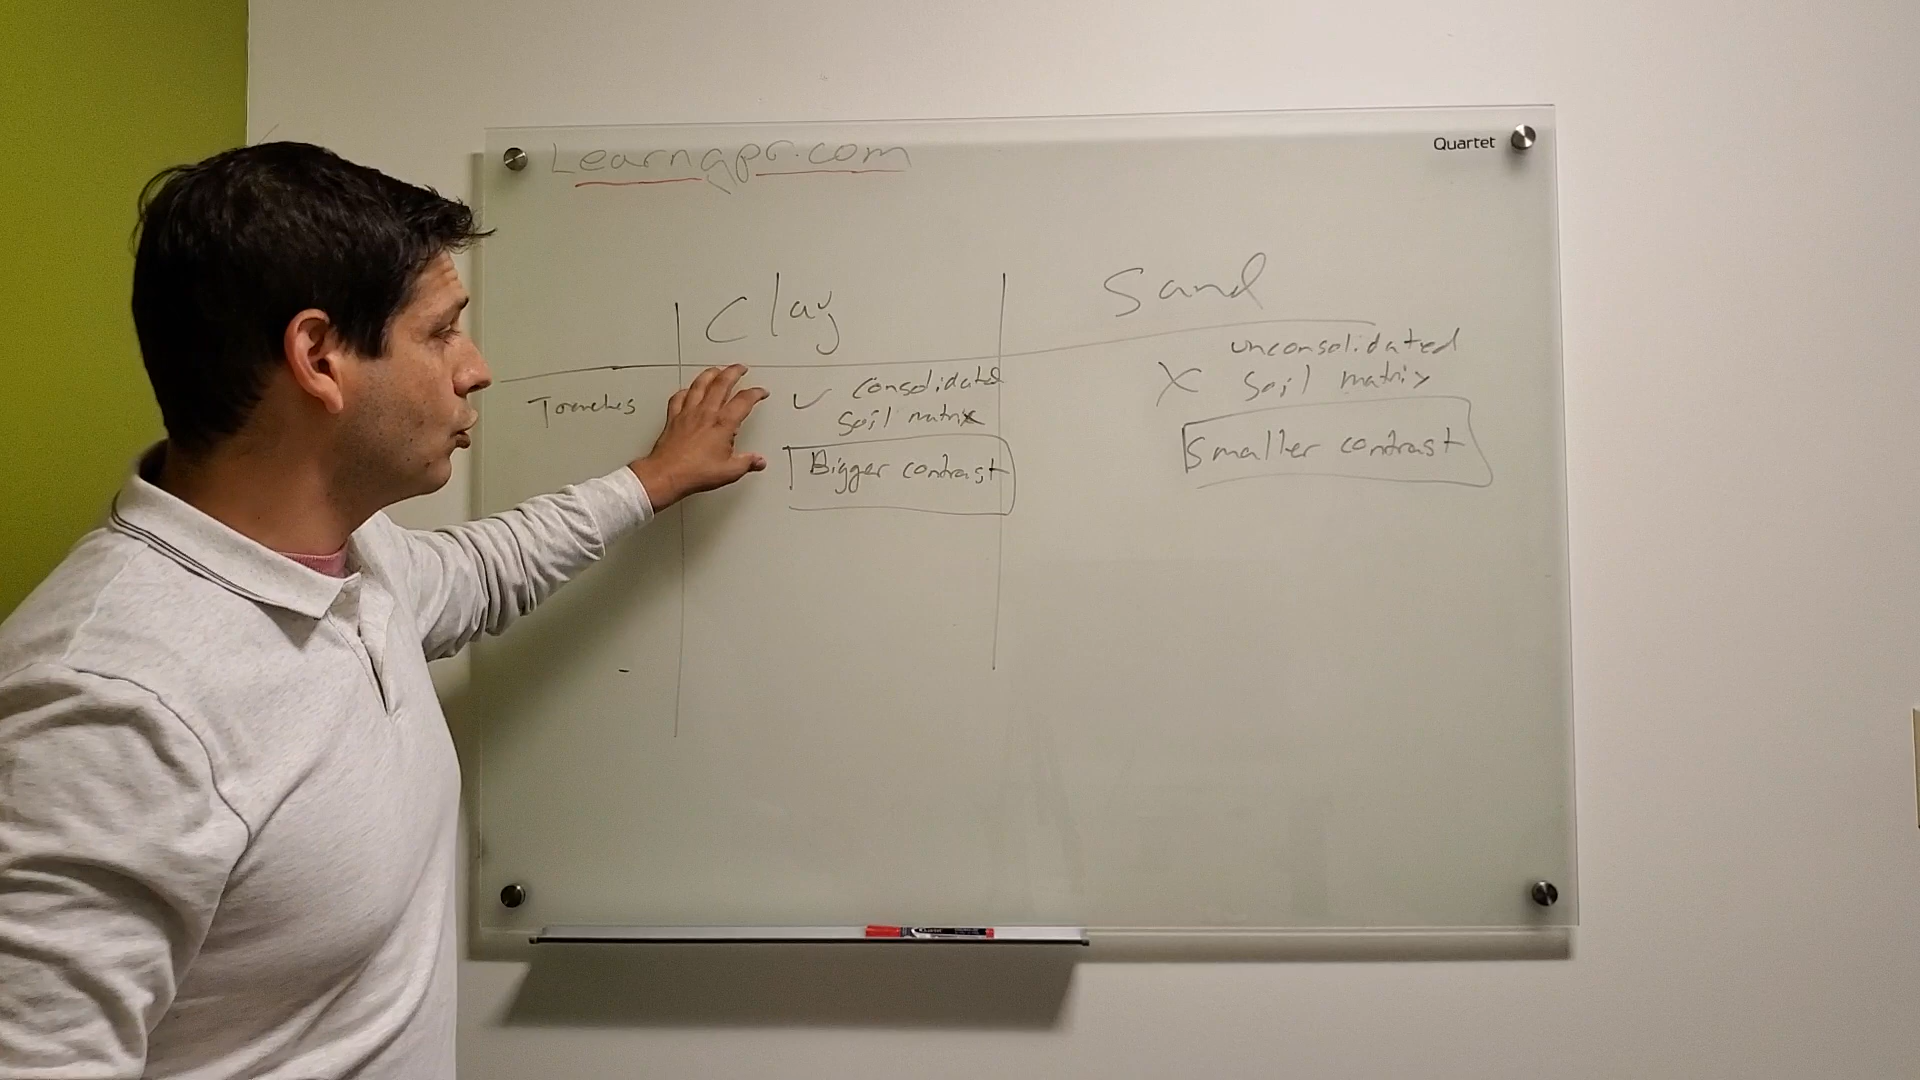 Learngpr.com
Quartet
Clay
Sand
Trenches
✓ consolidated
soil matrix
Bigger contrast
X unconsolidated
soil matrix
Smaller contrast